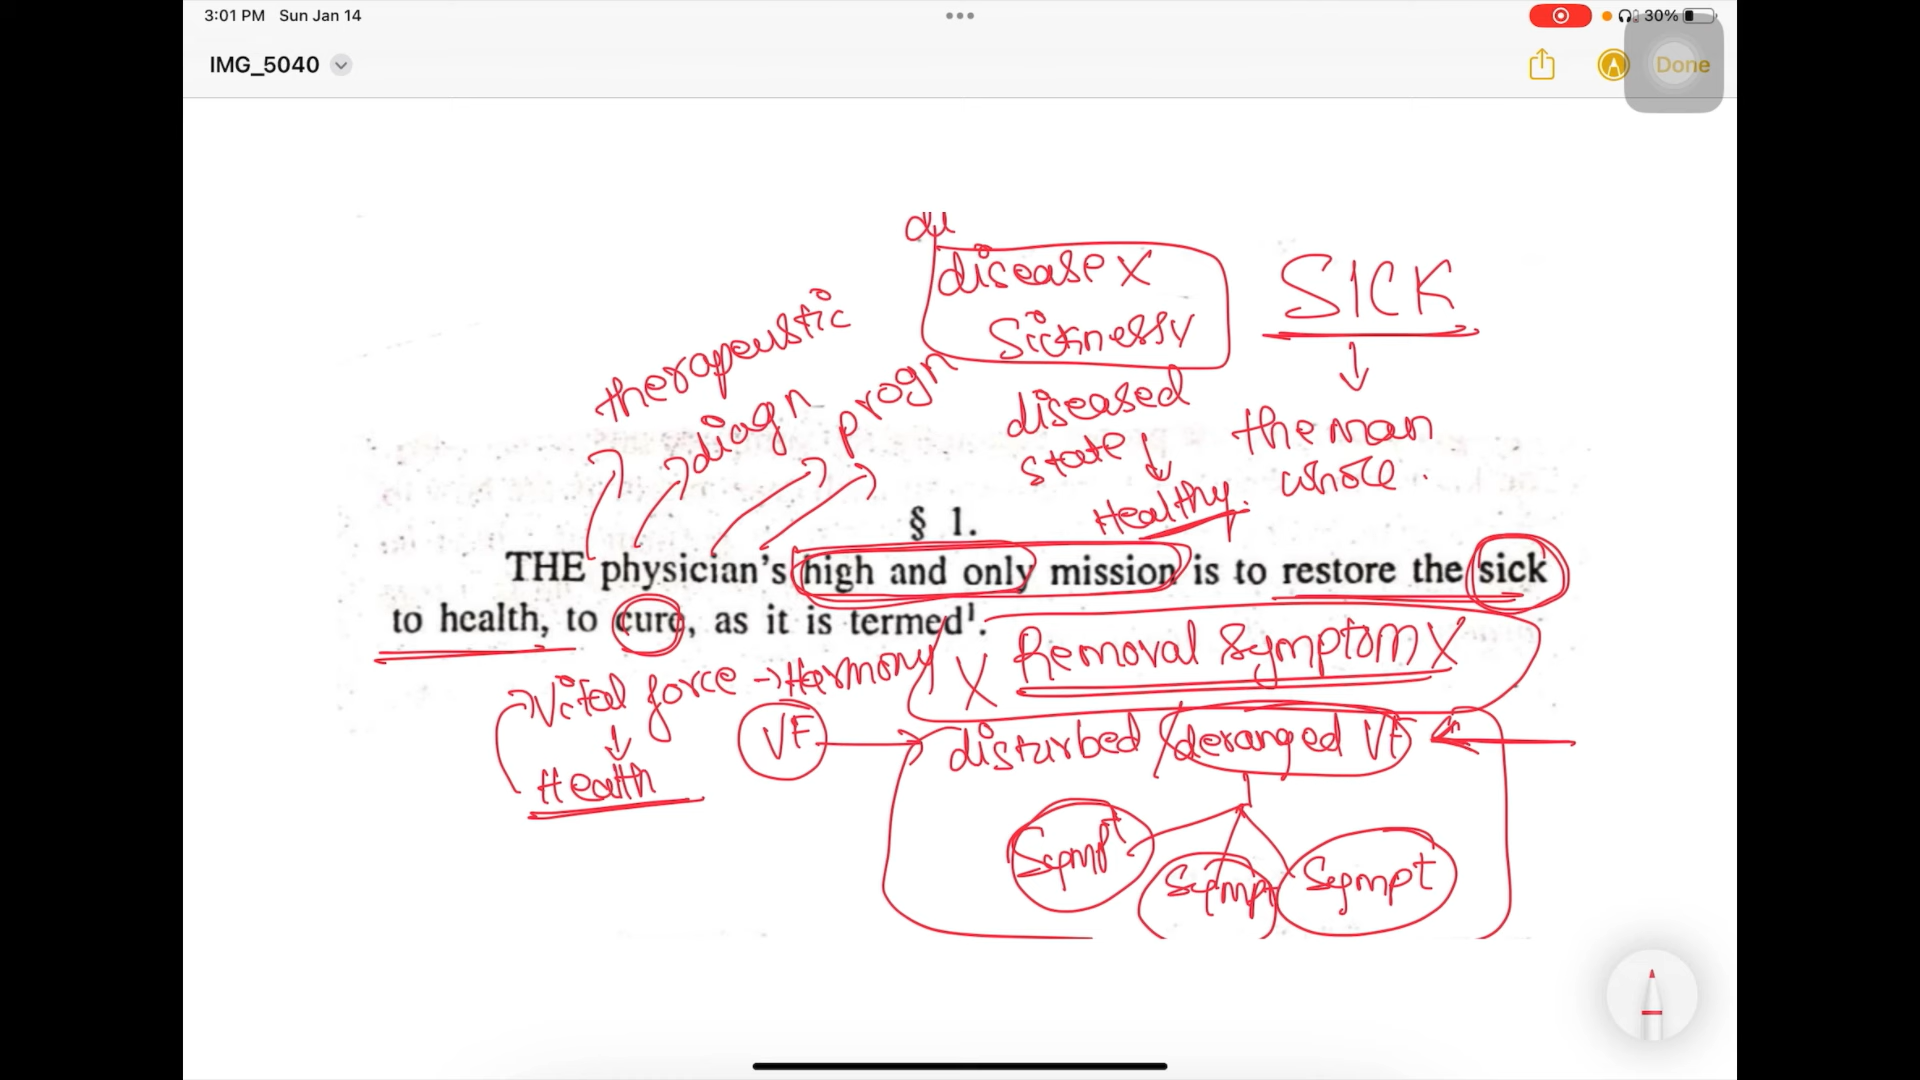 3:01 PM Sun Jan 14
30%
IMG_5040
Done
disease X
Sickness
SICK
therapeustic
diagn
progn
diseased
state
Healthy.
the man
whole.
§ 1.
THE physician's high and only mission is to restore the sick
to health, to cure, as it is termed¹.
X Removal Symptom X
Vital force → Harmony
Health
VF
disturbed / deranged VF
Sympt
Sympt
Sympt